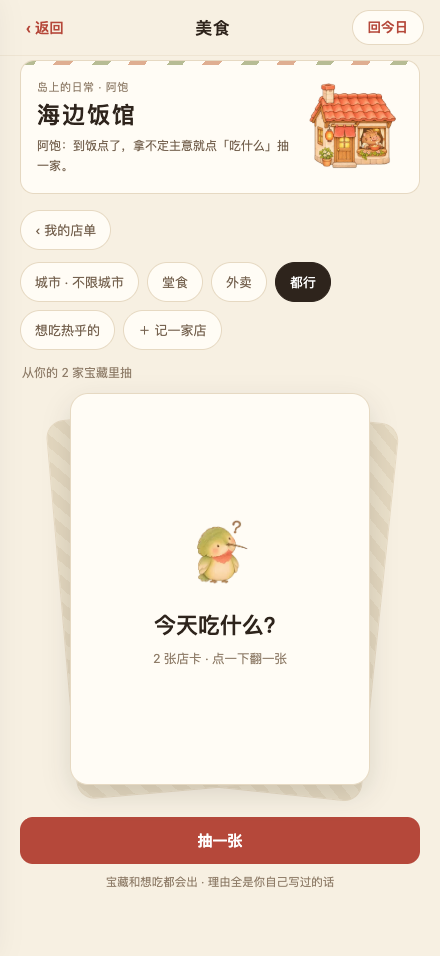 ‹ 返回
美食
回今日
岛上的日常 · 阿饱
海边饭馆
阿饱：到饭点了，拿不定主意就点「吃什么」抽
一家。
‹ 我的店单
城市 · 不限城市
堂食
外卖
都行
想吃热乎的
＋ 记一家店
从你的 2 家宝藏里抽
?
今天吃什么?
2 张店卡 · 点一下翻一张
抽一张
宝藏和想吃都会出 · 理由全是你自己写过的话